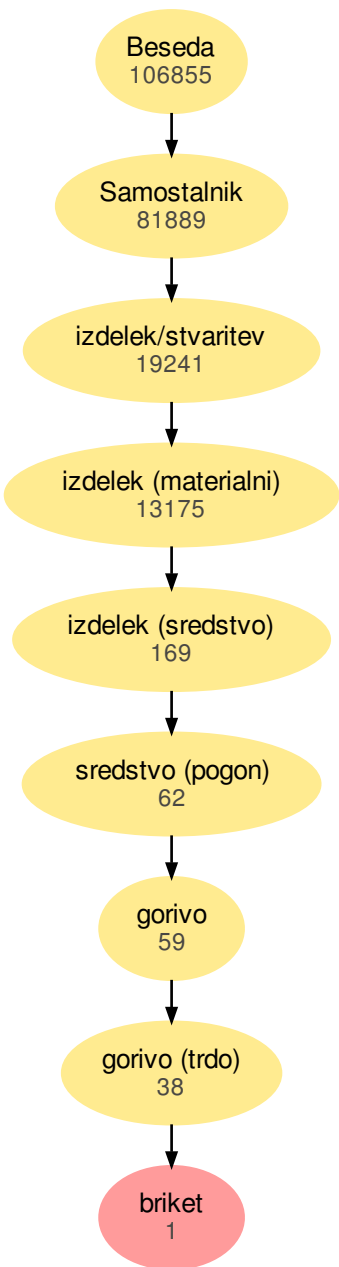 Beseda
106855
Samostalnik
81889
izdelek/stvaritev
19241
izdelek (materialni)
13175
izdelek (sredstvo)
169
sredstvo (pogon)
62
gorivo
59
gorivo (trdo)
38
briket
1